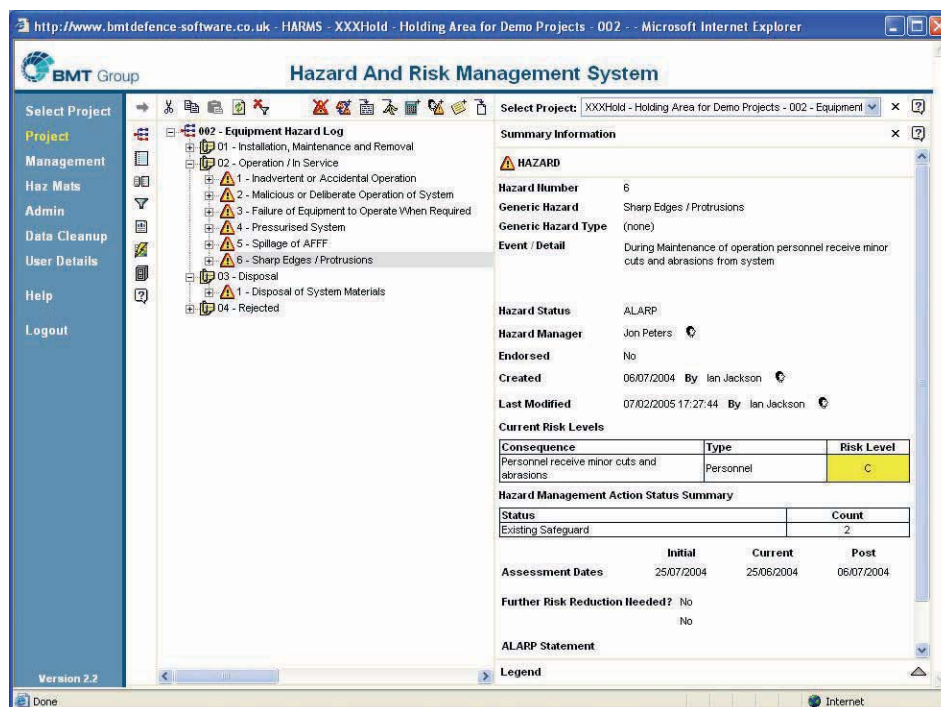 http://www.bmtdefence-software.co.uk - HARMS - XXXHold - Holding Area for Demo Projects - 002 - - Microsoft Internet Explorer
BMT Group
Hazard And Risk Management System
Select Project
Project
Management
Haz Mats
Admin
Data Cleanup
User Details
Help
Logout
Version 2.2
002 - Equipment Hazard Log
01 - Installation, Maintenance and Removal
02 - Operation / In Service
1 - Inadvertent or Accidental Operation
2 - Malicious or Deliberate Operation of System
3 - Failure of Equipment to Operate When Required
4 - Pressurised System
5 - Spillage of AFFF
6 - Sharp Edges / Protrusions
03 - Disposal
1 - Disposal of System Materials
04 - Rejected
Select Project: XXXHold - Holding Area for Demo Projects - 002 - Equipment
Summary Information
HAZARD
Hazard Number 6
Generic Hazard Sharp Edges / Protrusions
Generic Hazard Type (none)
Event / Detail During Maintenance of operation personnel receive minor
cuts and abrasions from system
Hazard Status ALARP
Hazard Manager Jon Peters
Endorsed No
Created 06/07/2004 By Ian Jackson
Last Modified 07/02/2005 17:27:44 By Ian Jackson
Current Risk Levels
Consequence Type Risk Level
Personnel receive minor cuts and
abrasions Personnel C
Hazard Management Action Status Summary
Status Count
Existing Safeguard 2
Initial Current Post
Assessment Dates 25/07/2004 25/06/2004 06/07/2004
Further Risk Reduction Needed? No
No
ALARP Statement
Legend
Done
Internet